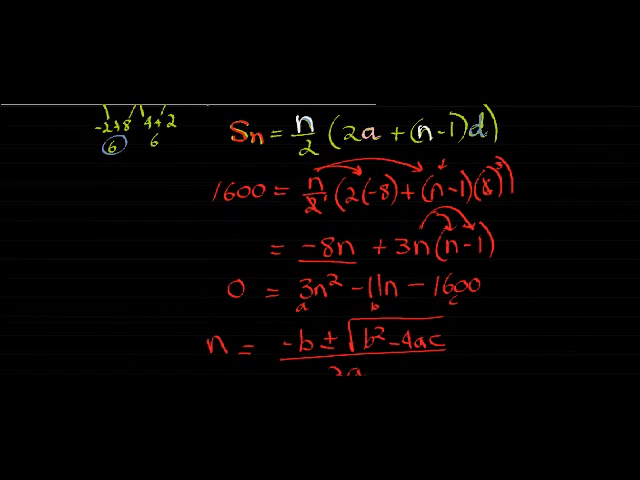 -2+8 4+2
6 6
Sn = n/2 (2a + (n-1)d)
1600 = n/2 (2(-8) + (n-1)(6))
= -8n + 3n(n-1)
0 = 3n² - 11n - 1600
a b c
n = -b ± √b² - 4ac
2a